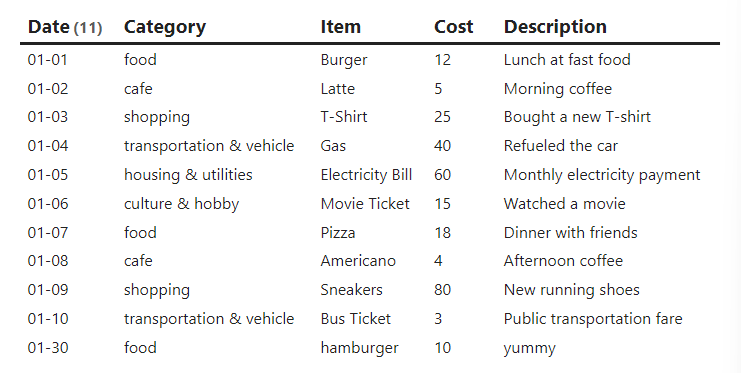 Date (11) Category Item Cost Description
01-01 food Burger 12 Lunch at fast food
01-02 cafe Latte 5 Morning coffee
01-03 shopping T-Shirt 25 Bought a new T-shirt
01-04 transportation & vehicle Gas 40 Refueled the car
01-05 housing & utilities Electricity Bill 60 Monthly electricity payment
01-06 culture & hobby Movie Ticket 15 Watched a movie
01-07 food Pizza 18 Dinner with friends
01-08 cafe Americano 4 Afternoon coffee
01-09 shopping Sneakers 80 New running shoes
01-10 transportation & vehicle Bus Ticket 3 Public transportation fare
01-30 food hamburger 10 yummy